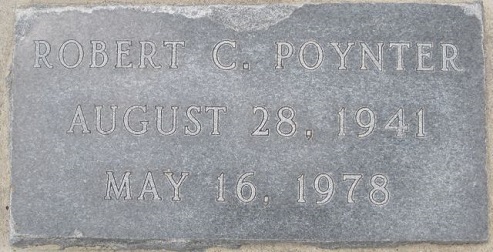 ROBERT C. POYNTER
AUGUST 28, 1941
MAY 16, 1978